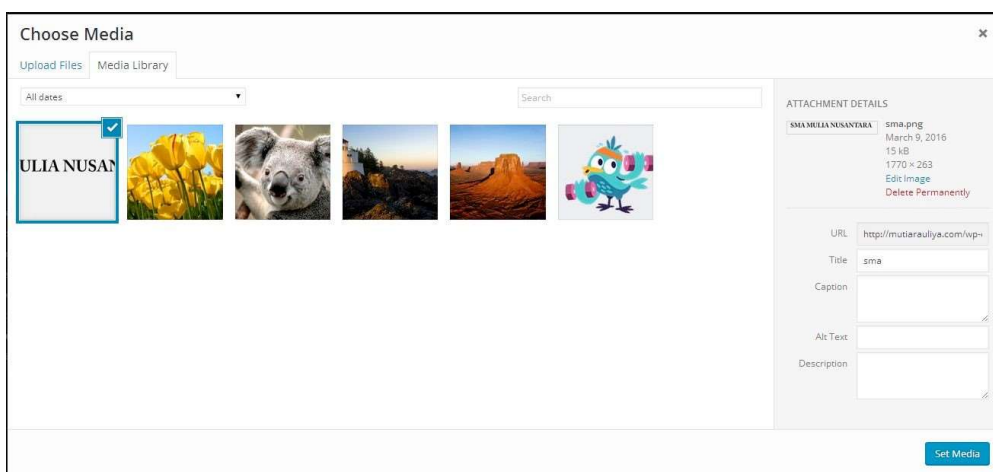 Choose Media
×
Upload Files
Media Library
All dates
Search
ULIA NUSAN
ATTACHMENT DETAILS
SMA MULIA NUSANTARA
sma.png
March 9, 2016
15 kB
1770 × 263
Edit Image
Delete Permanently
URL
http://mutiarauliya.com/wp-
Title
sma
Caption
Alt Text
Description
Set Media